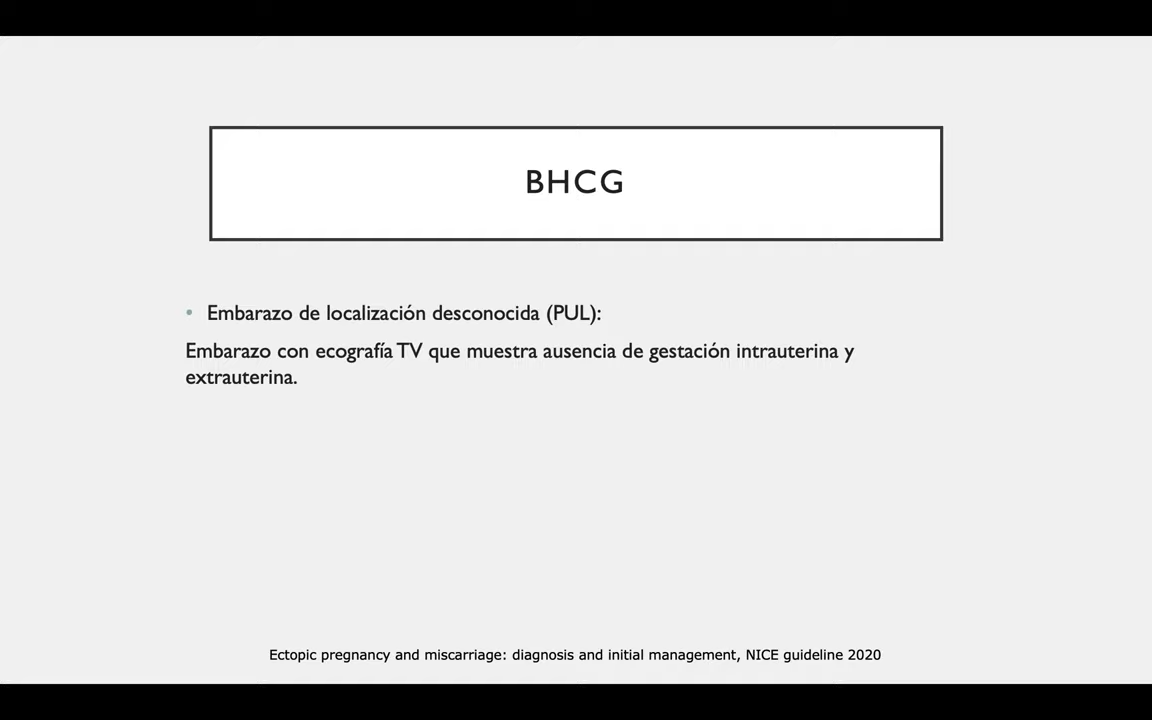 BHCG
• Embarazo de localización desconocida (PUL):
Embarazo con ecografía TV que muestra ausencia de gestación intrauterina y
extrauterina.
Ectopic pregnancy and miscarriage: diagnosis and initial management, NICE guideline 2020